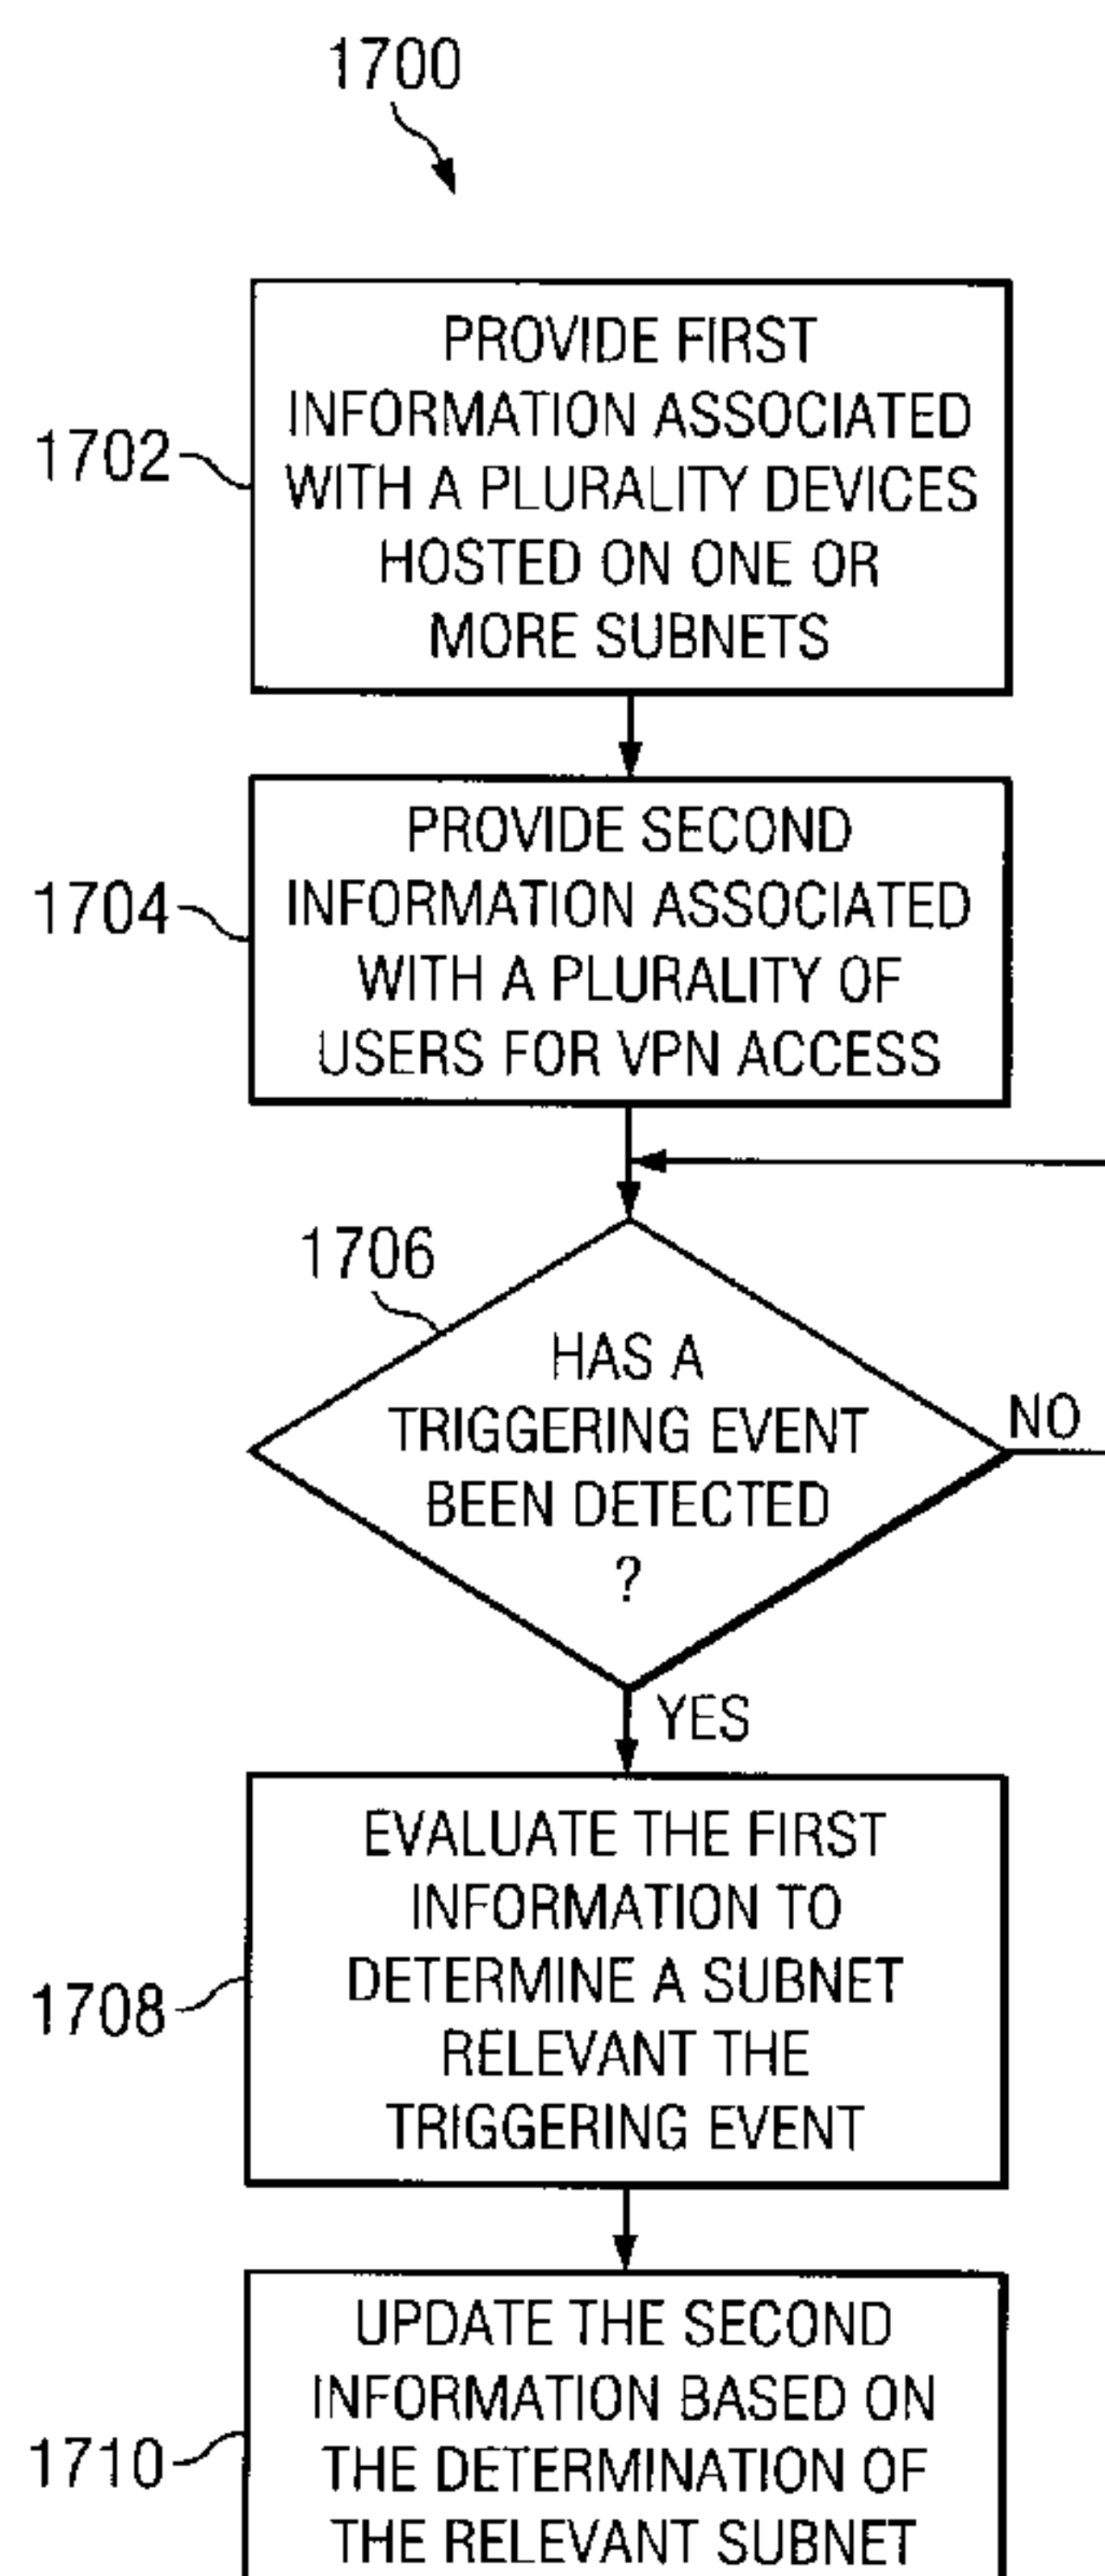 1700
PROVIDE FIRST
INFORMATION ASSOCIATED
WITH A PLURALITY DEVICES
HOSTED ON ONE OR
MORE SUBNETS
1702
PROVIDE SECOND
INFORMATION ASSOCIATED
WITH A PLURALITY OF
USERS FOR VPN ACCESS
1704
1706
HAS A
TRIGGERING EVENT
BEEN DETECTED
?
NO
YES
EVALUATE THE FIRST
INFORMATION TO
DETERMINE A SUBNET
RELEVANT THE
TRIGGERING EVENT
1708
UPDATE THE SECOND
INFORMATION BASED ON
THE DETERMINATION OF
THE RELEVANT SUBNET
1710